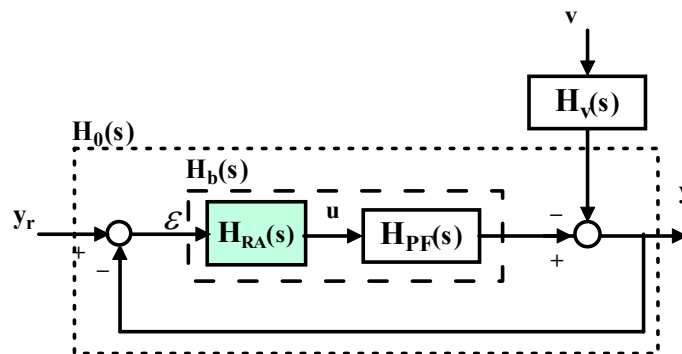 v
H_v(s)
H_0(s)
H_b(s)
y_r
+
−
ε
H_RA(s)
u
H_PF(s)
−
+
y